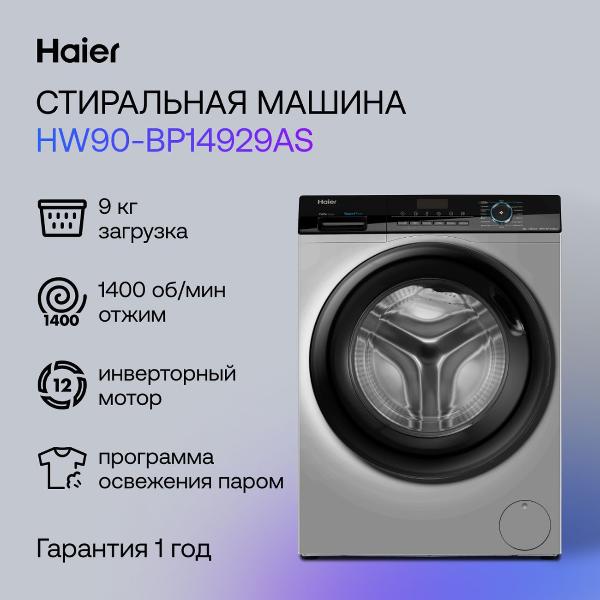 Haier
СТИРАЛЬНАЯ МАШИНА
HW90-BP14929AS
9 кг
загрузка
1400 об/мин
отжим
1400
инверторный
мотор
12
программа
освежения паром
Гарантия 1 год
Haier